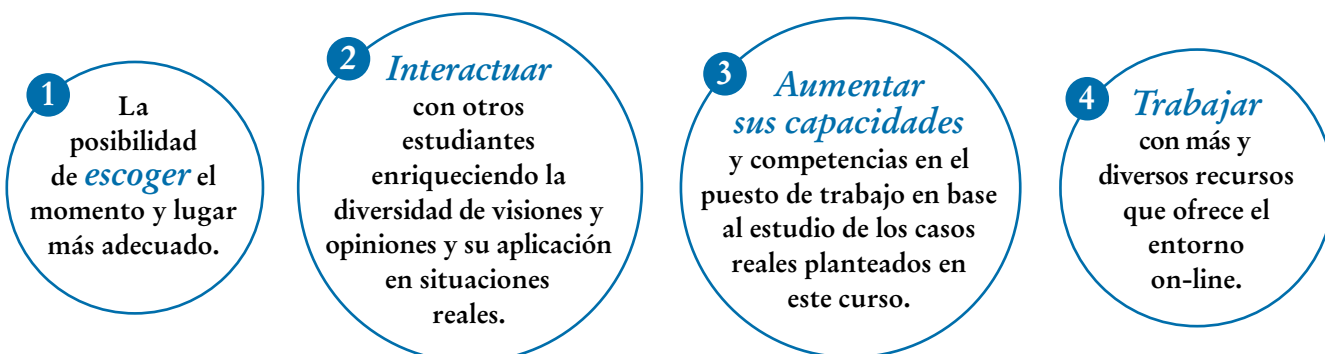 1
La
posibilidad
de escoger el
momento y lugar
más adecuado.
2
Interactuar
con otros
estudiantes
enriqueciendo la
diversidad de visiones y
opiniones y su aplicación
en situaciones
reales.
3
Aumentar
sus capacidades
y competencias en el
puesto de trabajo en base
al estudio de los casos
reales planteados en
este curso.
4
Trabajar
con más y
diversos recursos
que ofrece el
entorno
on-line.